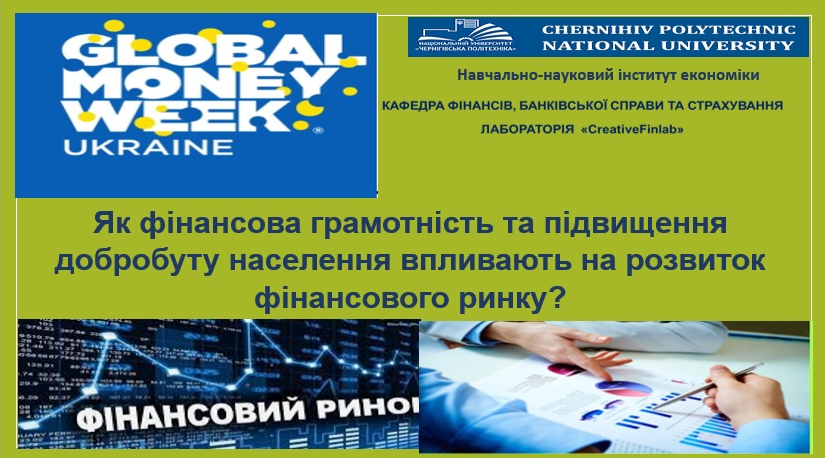 GLOBAL
MONEY
WEEK
®
UKRAINE
НАЦІОНАЛЬНИЙ УНІВЕРСИТЕТ
«ЧЕРНІГІВСЬКА ПОЛІТЕХНІКА»
CHERNIHIV POLYTECHNIC
NATIONAL UNIVERSITY
Навчально-науковий інститут економіки
КАФЕДРА ФІНАНСІВ, БАНКІВСЬКОЇ СПРАВИ ТА СТРАХУВАННЯ
ЛАБОРАТОРІЯ «CreativeFinlab»
Як фінансова грамотність та підвищення
добробуту населення впливають на розвиток
фінансового ринку?
ФІНАНСОВИЙ РИНОК